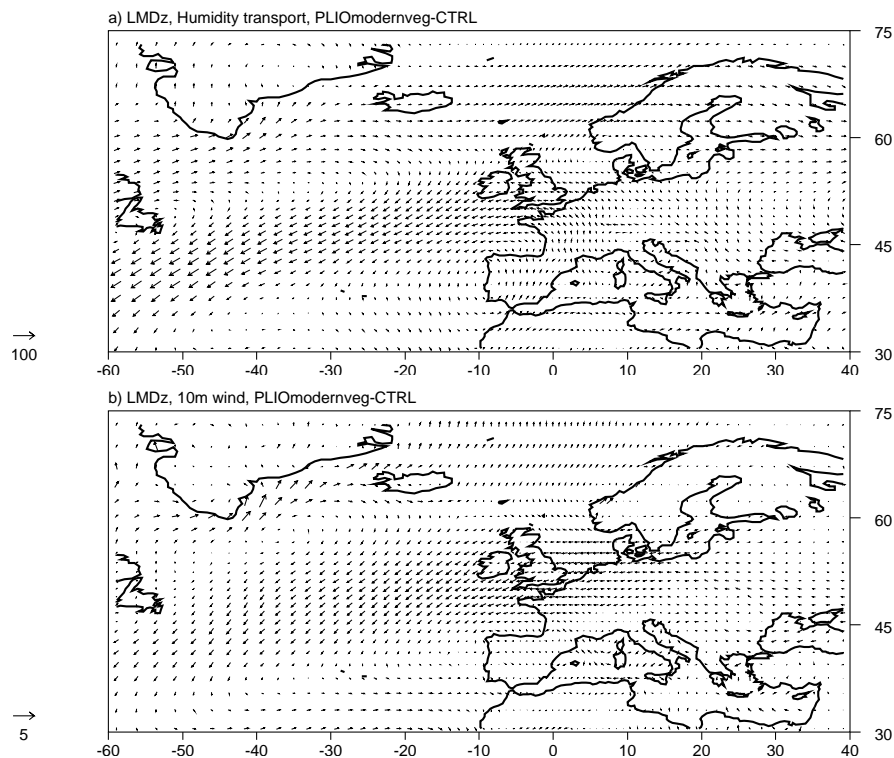 a) LMDz, Humidity transport, PLIOmodernveg-CTRL
75
60
45
30
100
-60 -50 -40 -30 -20 -10 0 10 20 30 40
b) LMDz, 10m wind, PLIOmodernveg-CTRL
75
60
45
30
5
-60 -50 -40 -30 -20 -10 0 10 20 30 40